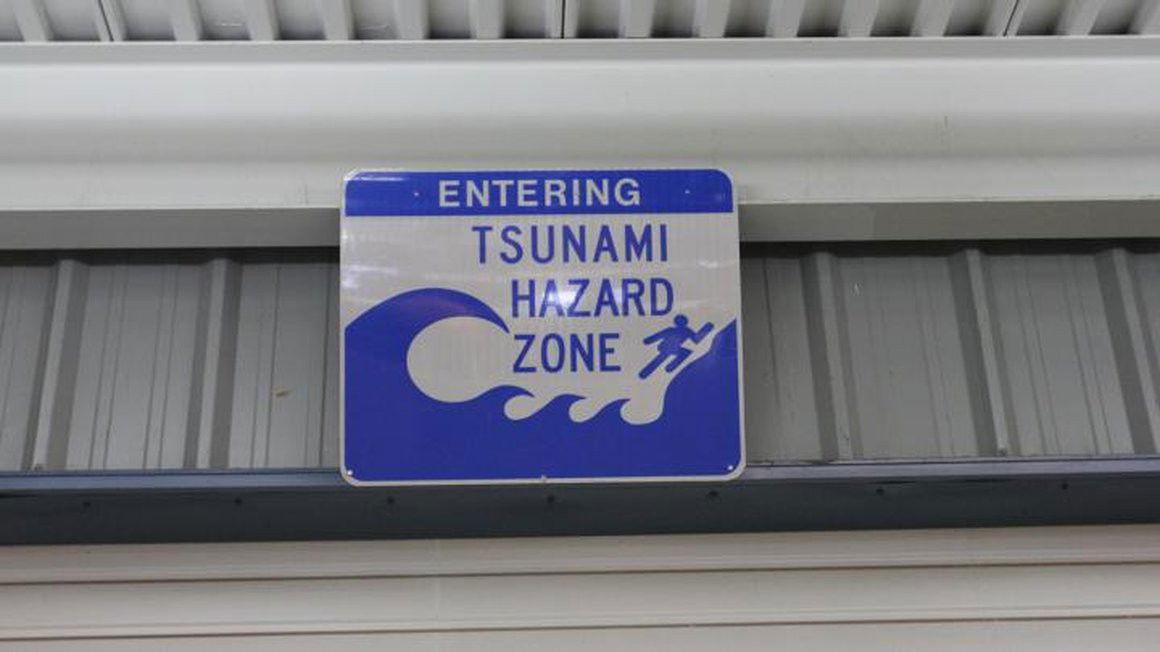 ENTERING
TSUNAMI
HAZARD
ZONE